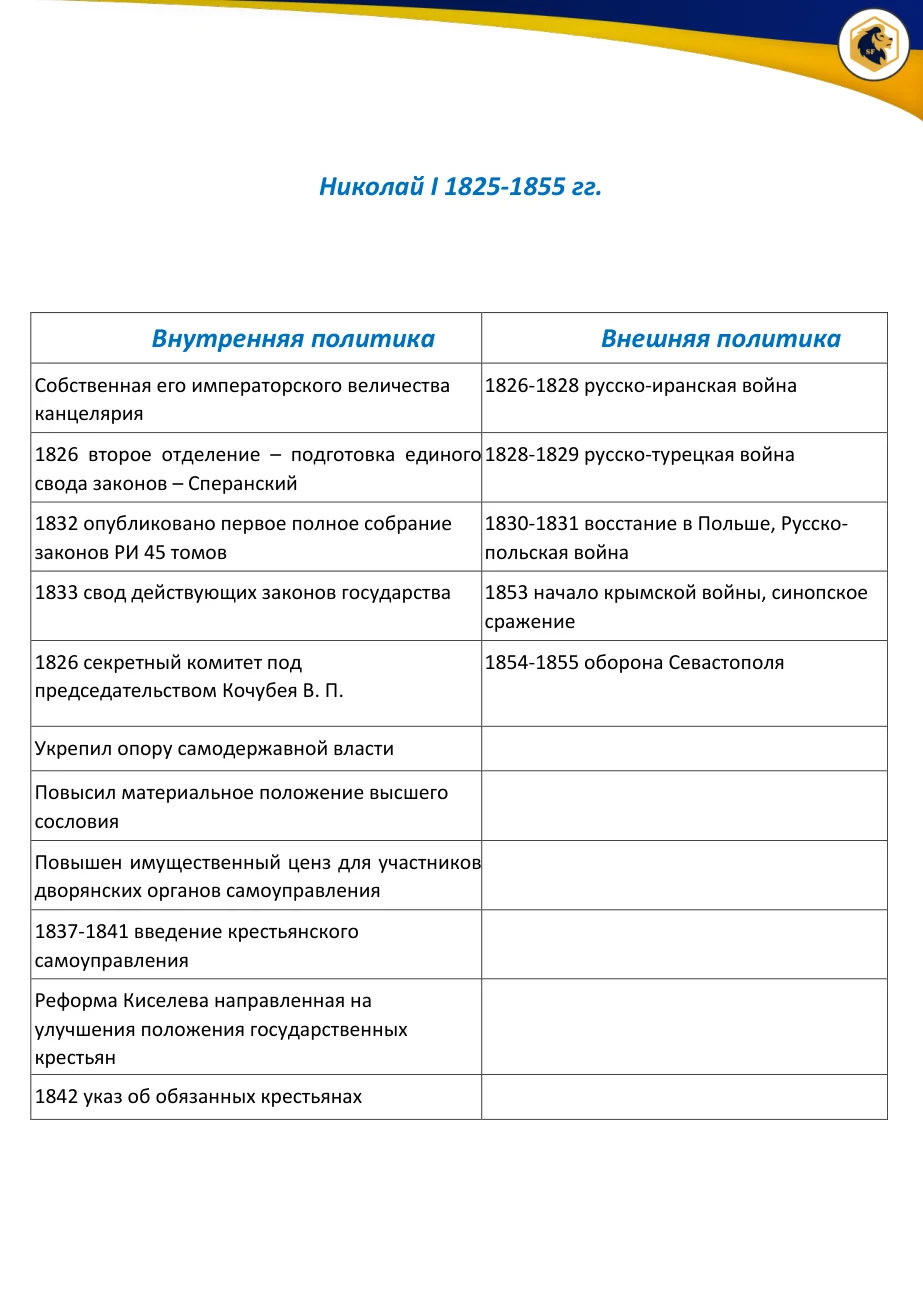 SF
Николай I 1825-1855 гг.
Внутренняя политика
Внешняя политика
Собственная его императорского величества
канцелярия
1826-1828 русско-иранская война
1826 второе отделение – подготовка единого
свода законов – Сперанский
1828-1829 русско-турецкая война
1832 опубликовано первое полное собрание
законов РИ 45 томов
1830-1831 восстание в Польше, Русско-
польская война
1833 свод действующих законов государства
1853 начало крымской войны, синопское
сражение
1826 секретный комитет под
председательством Кочубея В. П.
1854-1855 оборона Севастополя
Укрепил опору самодержавной власти
Повысил материальное положение высшего
сословия
Повышен имущественный ценз для участников
дворянских органов самоуправления
1837-1841 введение крестьянского
самоуправления
Реформа Киселева направленная на
улучшения положения государственных
крестьян
1842 указ об обязанных крестьянах